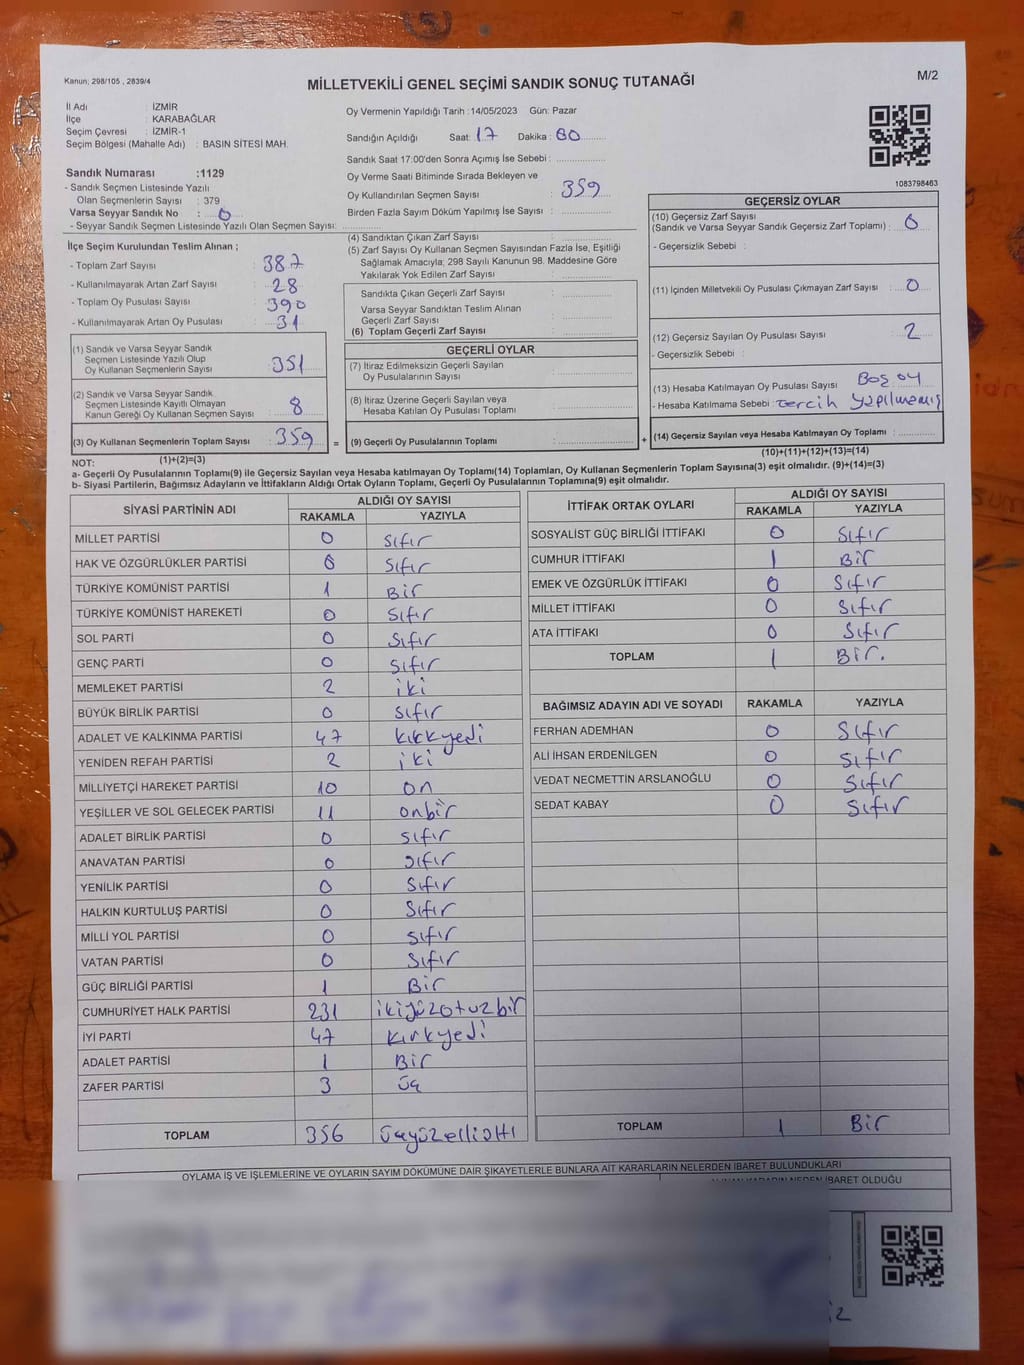 Kanun; 298/105 , 2839/4
MİLLETVEKİLİ GENEL SEÇİMİ SANDIK SONUÇ TUTANAĞI
M/2
İl Adı : İZMİR
İlçe : KARABAĞLAR
Seçim Çevresi : İZMİR-1
Seçim Bölgesi (Mahalle Adı) : BASIN SİTESİ MAH.
Sandık Numarası :1129
- Sandık Seçmen Listesinde Yazılı
Olan Seçmenlerin Sayısı : 379
Varsa Seyyar Sandık No : 0
- Seyyar Sandık Seçmen Listesinde Yazılı Olan Seçmen Sayısı:
Oy Vermenin Yapıldığı Tarih :14/05/2023 Gün: Pazar
Sandığın Açıldığı Saat: 17 Dakika :
Sandık Saat 17:00'den Sonra Açımış İse Sebebi :
Oy Verme Saati Bitiminde Sırada Bekleyen ve
Oy Kullandırılan Seçmen Sayısı : 359
Birden Fazla Sayım Döküm Yapılmış İse Sayısı :
1083798463
İlçe Seçim Kurulundan Teslim Alınan ;
- Toplam Zarf Sayısı : 387
- Kullanılmayarak Artan Zarf Sayısı : 28
- Toplam Oy Pusulası Sayısı : 390
- Kullanılmayarak Artan Oy Pusulası : 31
(1) Sandık ve Varsa Seyyar Sandık
Seçmen Listesinde Yazılı Olup
Oy Kullanan Seçmenlerin Sayısı : 351
(2) Sandık ve Varsa Seyyar Sandık
Seçmen Listesinde Kayıtlı Olmayan
Kanun Gereği Oy Kullanan Seçmen Sayısı : 8
(3) Oy Kullanan Seçmenlerin Toplam Sayısı : 359 =
(1)+(2)=(3)
(4) Sandıktan Çıkan Zarf Sayısı :
(5) Zarf Sayısı Oy Kullanan Seçmen Sayısından Fazla İse, Eşitliği
Sağlamak Amacıyla; 298 Sayılı Kanunun 98. Maddesine Göre
Yakılarak Yok Edilen Zarf Sayısı :
Sandıkta Çıkan Geçerli Zarf Sayısı :
Varsa Seyyar Sandıktan Teslim Alınan
Geçerli Zarf Sayısı :
(6) Toplam Geçerli Zarf Sayısı :
GEÇERLİ OYLAR
(7) İtiraz Edilmeksizin Geçerli Sayılan
Oy Pusulalarının Sayısı :
(8) İtiraz Üzerine Geçerli Sayılan veya
Hesaba Katılan Oy Pusulası Toplamı :
(9) Geçerli Oy Pusulalarının Toplamı : +
GEÇERSİZ OYLAR
(10) Geçersiz Zarf Sayısı
(Sandık ve Varsa Seyyar Sandık Geçersiz Zarf Toplamı) : 0
- Geçersizlik Sebebi :
(11) İçinden Milletvekili Oy Pusulası Çıkmayan Zarf Sayısı : 0
(12) Geçersiz Sayılan Oy Pusulası Sayısı : 2
- Geçersizlik Sebebi :
(13) Hesaba Katılmayan Oy Pusulası Sayısı : Boş oy
- Hesaba Katılmama Sebebi : tercih yapılmamış
(14) Geçersiz Sayılan veya Hesaba Katılmayan Oy Toplamı :
(10)+(11)+(12)+(13)=(14)
NOT:
a- Geçerli Oy Pusulalarının Toplamı(9) ile Geçersiz Sayılan veya Hesaba katılmayan Oy Toplamı(14) Toplamları, Oy Kullanan Seçmenlerin Toplam Sayısına(3) eşit olmalıdır. (9)+(14)=(3)
b- Siyasi Partilerin, Bağımsız Adayların ve İttifakların Aldığı Ortak Oyların Toplamı, Geçerli Oy Pusulalarının Toplamına(9) eşit olmalıdır.
SİYASİ PARTİNİN ADI ALDIĞI OY SAYISI
RAKAMLA YAZIYLA
MİLLET PARTİSİ 0 Sıfır
HAK VE ÖZGÜRLÜKLER PARTİSİ 0 Sıfır
TÜRKİYE KOMÜNİST PARTİSİ 1 Bir
TÜRKİYE KOMÜNİST HAREKETİ 0 Sıfır
SOL PARTİ 0 Sıfır
GENÇ PARTİ 0 Sıfır
MEMLEKET PARTİSİ 2 iki
BÜYÜK BİRLİK PARTİSİ 0 Sıfır
ADALET VE KALKINMA PARTİSİ 47 kırkyedi
YENİDEN REFAH PARTİSİ 2 iki
MİLLİYETÇİ HAREKET PARTİSİ 10 on
YEŞİLLER VE SOL GELECEK PARTİSİ 11 onbir
ADALET BİRLİK PARTİSİ 0 Sıfır
ANAVATAN PARTİSİ 0 Sıfır
YENİLİK PARTİSİ 0 Sıfır
HALKIN KURTULUŞ PARTİSİ 0 Sıfır
MİLLİ YOL PARTİSİ 0 Sıfır
VATAN PARTİSİ 0 Sıfır
GÜÇ BİRLİĞİ PARTİSİ 1 Bir
CUMHURİYET HALK PARTİSİ 231 ikiyüzotuzbir
İYİ PARTİ 47 kırkyedi
ADALET PARTİSİ 1 Bir
ZAFER PARTİSİ 3 üç
TOPLAM 356 üçyüzelliAltı
İTTİFAK ORTAK OYLARI ALDIĞI OY SAYISI
RAKAMLA YAZIYLA
SOSYALİST GÜÇ BİRLİĞİ İTTİFAKI 0 Sıfır
CUMHUR İTTİFAKI 1 Bir
EMEK VE ÖZGÜRLÜK İTTİFAKI 0 Sıfır
MİLLET İTTİFAKI 0 Sıfır
ATA İTTİFAKI 0 Sıfır
TOPLAM 1 Bir.
BAĞIMSIZ ADAYIN ADI VE SOYADI RAKAMLA YAZIYLA
FERHAN ADEMHAN 0 Sıfır
ALİ İHSAN ERDENİLGEN 0 Sıfır
VEDAT NECMETTİN ARSLANOĞLU 0 Sıfır
SEDAT KABAY 0 Sıfır
TOPLAM 1 Bir
OYLAMA İŞ VE İŞLEMLERİNE VE OYLARIN SAYIM DÖKÜMÜNE DAİR ŞİKAYETLERLE BUNLARA AİT KARARLARIN NELERDEN İBARET BULUNDUKLARI
İBARET OLDUĞU